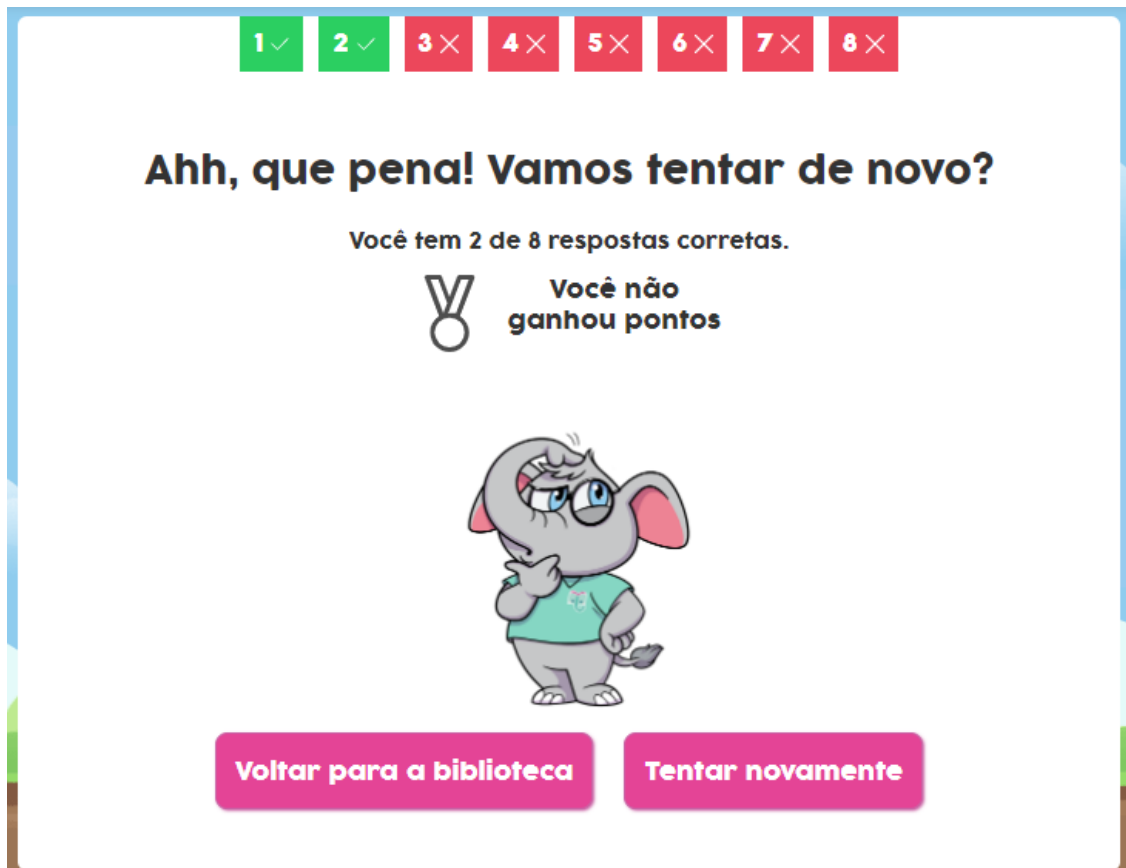 1 2 3 4 5 6 7 8
Ahh, que pena! Vamos tentar de novo?
Você tem 2 de 8 respostas corretas.
Você não
ganhou pontos
Voltar para a biblioteca Tentar novamente